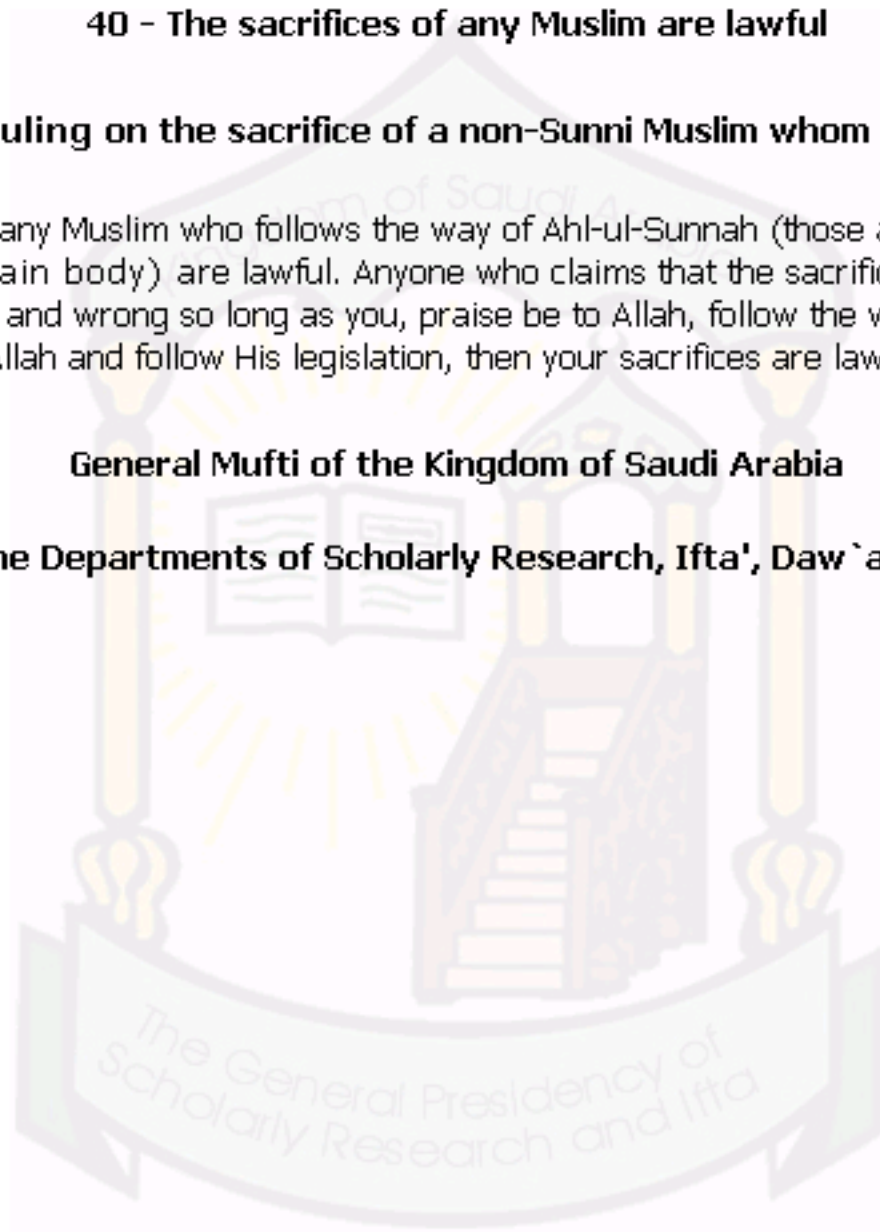 40 - The sacrifices of any Muslim are lawful
uling on the sacrifice of a non-Sunni Muslim whom
any Muslim who follows the way of Ahl-ul-Sunnah (those a
ain body) are lawful. Anyone who claims that the sacrific
and wrong so long as you, praise be to Allah, follow the w
llah and follow His legislation, then your sacrifices are law
General Mufti of the Kingdom of Saudi Arabia
he Departments of Scholarly Research, Ifta', Daw`a
Kingdom of Saudi Arabia
The General Presidency of
Scholarly Research and Ifta